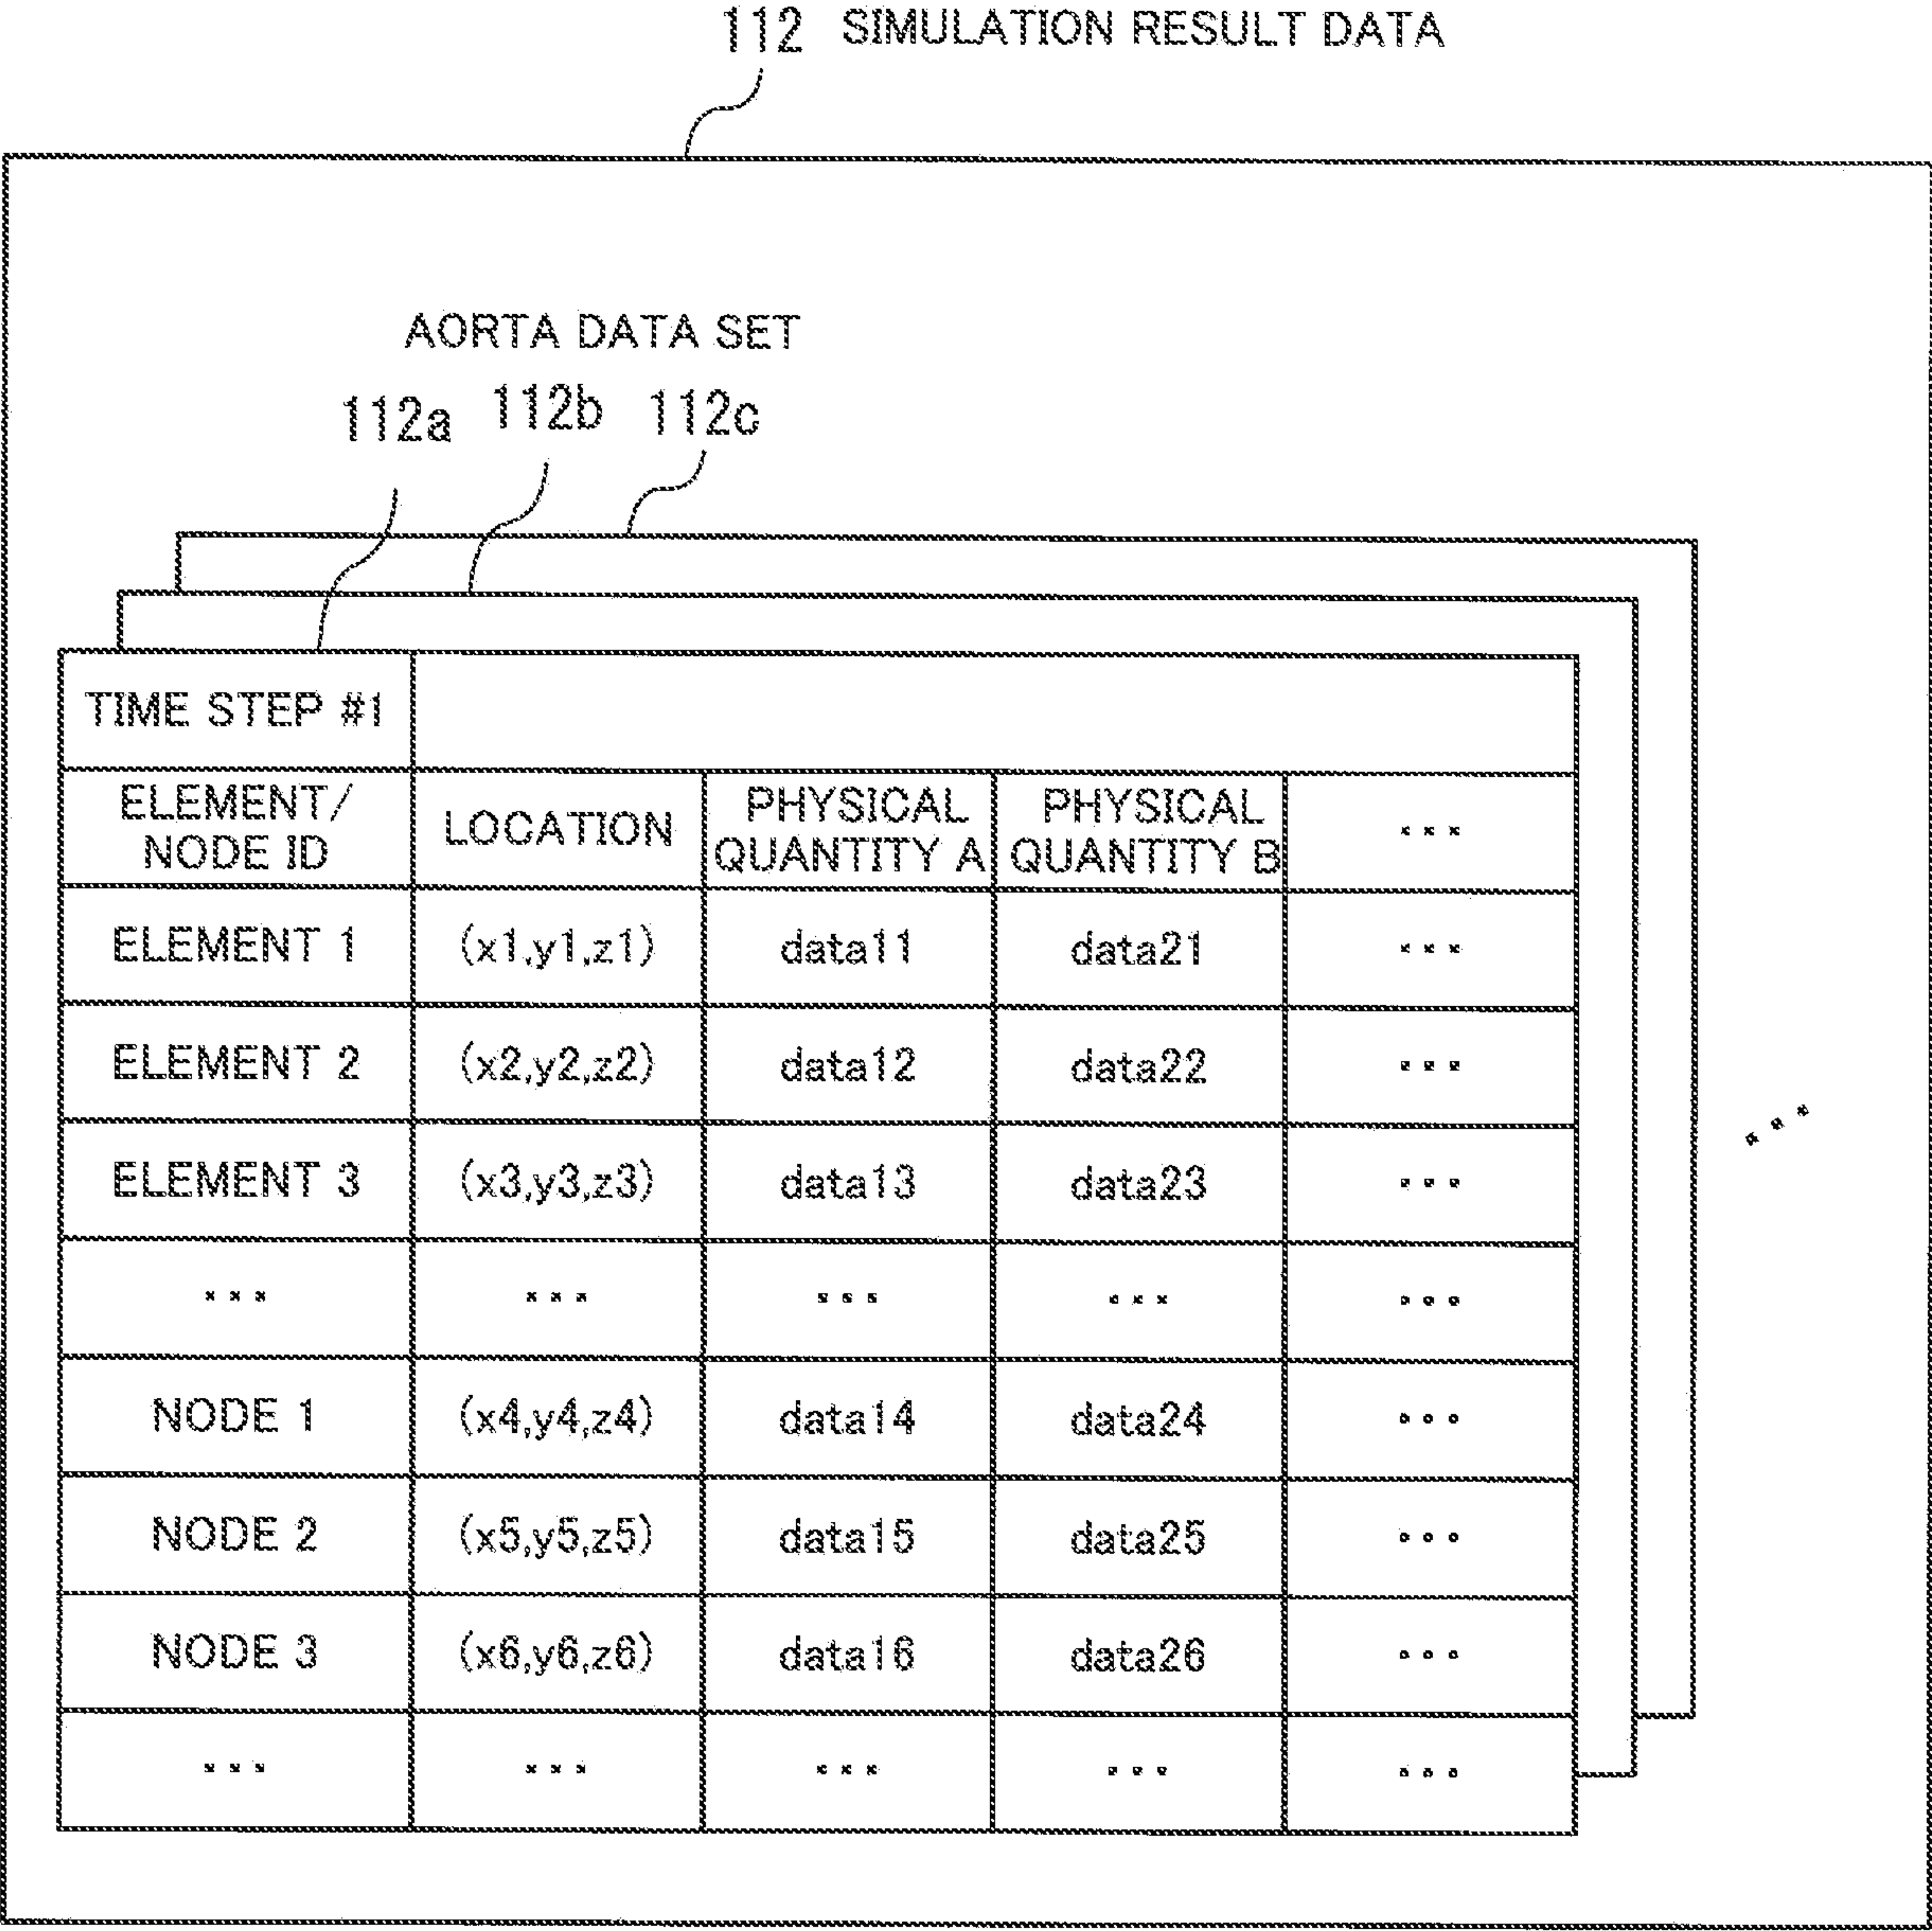 112 SIMULATION RESULT DATA
AORTA DATA SET
112a 112b 112c
TIME STEP #1
ELEMENT/
NODE ID
LOCATION
PHYSICAL
QUANTITY A
PHYSICAL
QUANTITY B
...
ELEMENT 1 (x1,y1,z1) data11 data21 ...
ELEMENT 2 (x2,y2,z2) data12 data22 ...
ELEMENT 3 (x3,y3,z3) data13 data23 ...
... ... ... ... ...
NODE 1 (x4,y4,z4) data14 data24 ...
NODE 2 (x5,y5,z5) data15 data25 ...
NODE 3 (x6,y6,z6) data16 data26 ...
... ... ... ... ...
...